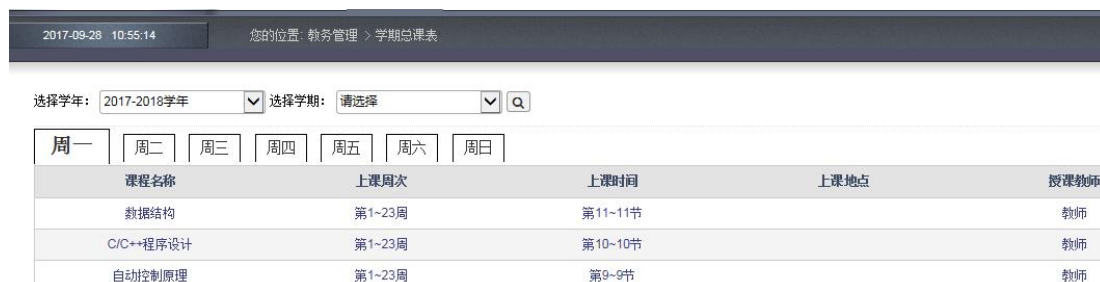 2017-09-28 10:55:14 您的位置: 教务管理 > 学期总课表
选择学年: 2017-2018学年 选择学期: 请选择
周一 周二 周三 周四 周五 周六 周日
课程名称 上课周次 上课时间 上课地点 授课教师
数据结构 第1~23周 第11~11节 教师
C/C++程序设计 第1~23周 第10~10节 教师
自动控制原理 第1~23周 第9~9节 教师